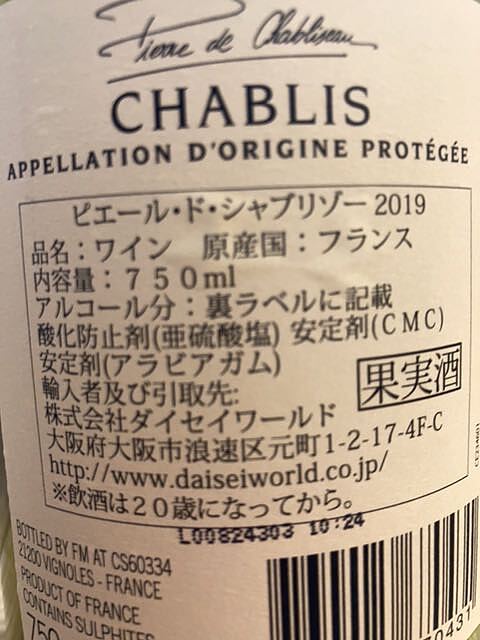 Pierre de Chabliseau
CHABLIS
APPELLATION D'ORIGINE PROTÉGÉE
ピエール・ド・シャブリゾー 2019
品名：ワイン　原産国：フランス
内容量：７５０ml
アルコール分：裏ラベルに記載
酸化防止剤(亜硫酸塩) 安定剤(CMC)
安定剤(アラビアガム)
果実酒
輸入者及び引取先:
株式会社ダイセイワールド
大阪府大阪市浪速区元町1-2-17-4F-C
http://www.daiseiworld.co.jp/
※飲酒は２０歳になってから。
L00824303 10:24
BOTTLED BY FM AT CS60334
21200 VIGNOLES - FRANCE
PRODUCT OF FRANCE
CONTAINS SULPHITES
750